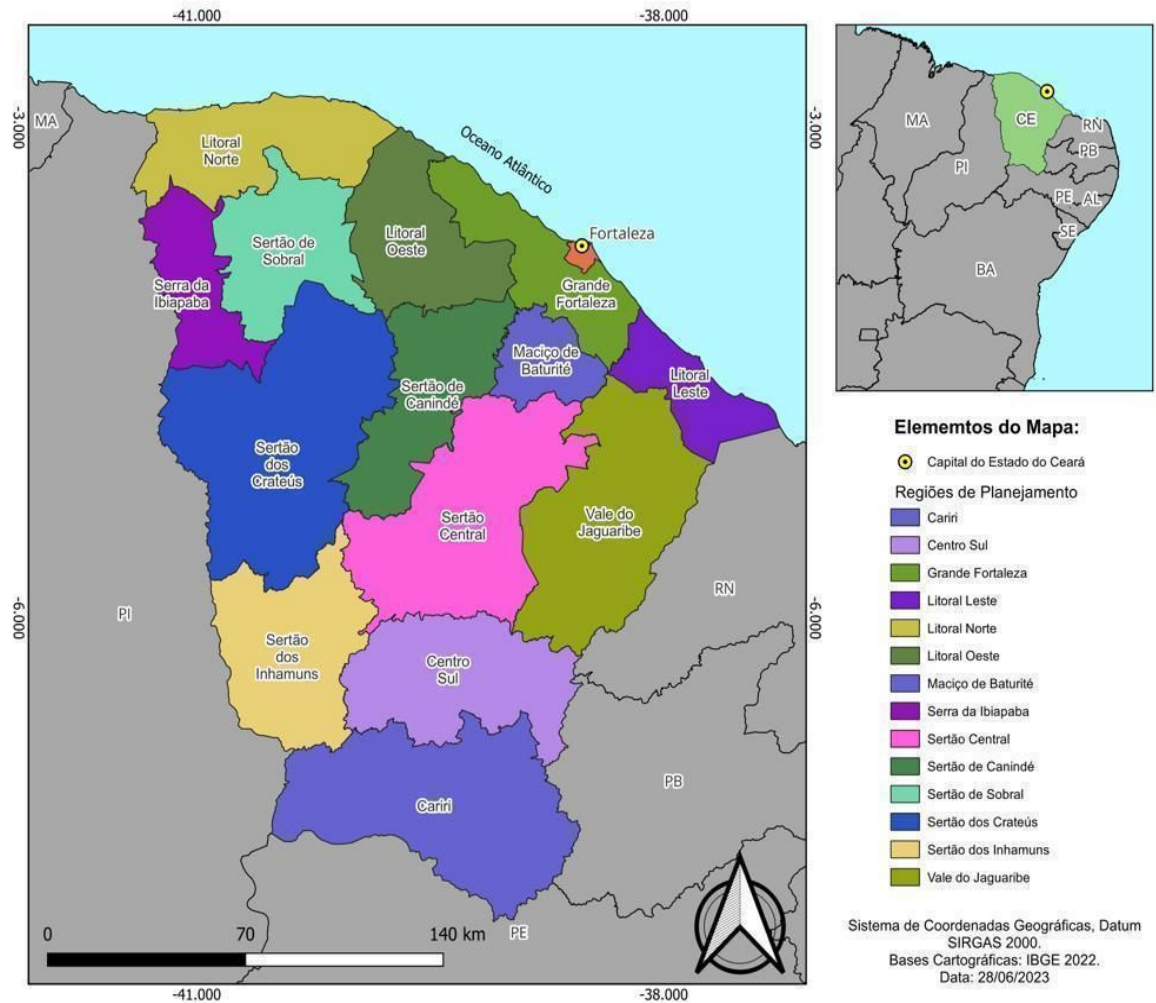 -41.000
-38.000
-3.000
-3.000
MA
Litoral
Norte
Oceano Atlântico
Sertão de
Sobral
Litoral
Oeste
Fortaleza
Serra da
Ibiapaba
Grande
Fortaleza
Maciço de
Baturité
Litoral
Leste
Sertão de
Canindé
Sertão
dos
Crateús
Sertão
Central
Vale do
Jaguaribe
RN
-6.000
-6.000
PI
Sertão
dos
Inhamuns
Centro
Sul
PB
Cariri
0
70
140 km
PE
-41.000
-38.000
MA
CE
RN
PB
PI
PE
AL
SE
BA
Elememtos do Mapa:
Capital do Estado do Ceará
Regiões de Planejamento
Cariri
Centro Sul
Grande Fortaleza
Litoral Leste
Litoral Norte
Litoral Oeste
Maciço de Baturité
Serra da Ibiapaba
Sertão Central
Sertão de Canindé
Sertão de Sobral
Sertão dos Crateús
Sertão dos Inhamuns
Vale do Jaguaribe
Sistema de Coordenadas Geográficas, Datum
SIRGAS 2000.
Bases Cartográficas: IBGE 2022.
Data: 28/06/2023